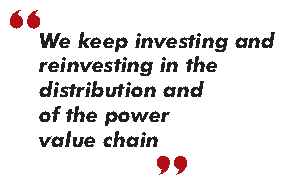 “
We keep investing and
reinvesting in the
distribution and
of the power
value chain
”